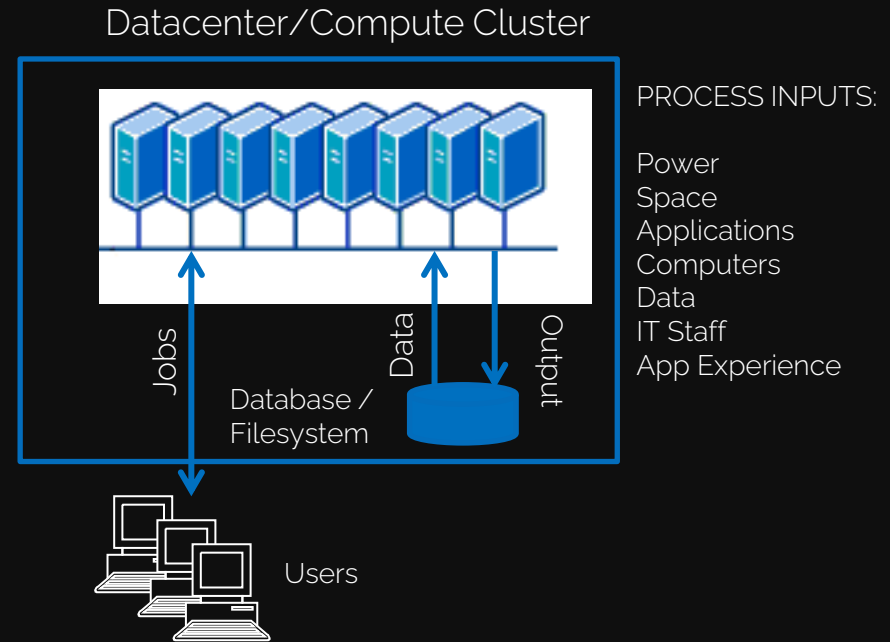 Datacenter/Compute Cluster
PROCESS INPUTS:
Power
Space
Applications
Computers
Data
IT Staff
App Experience
Jobs
Data
Output
Database /
Filesystem
Users